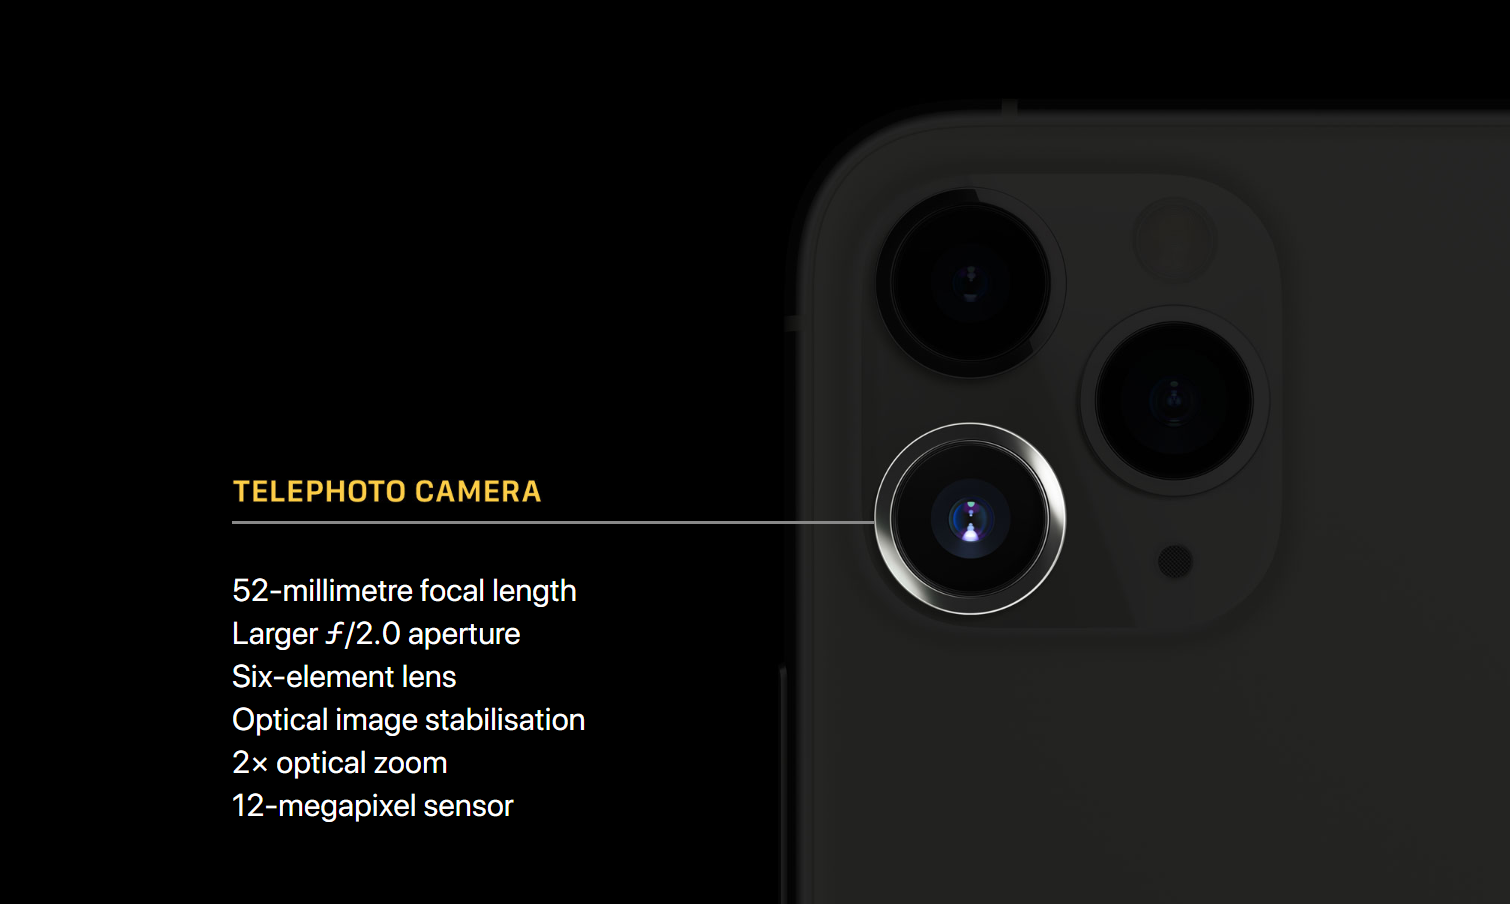 TELEPHOTO CAMERA
52-millimetre focal length
Larger ƒ/2.0 aperture
Six-element lens
Optical image stabilisation
2× optical zoom
12-megapixel sensor